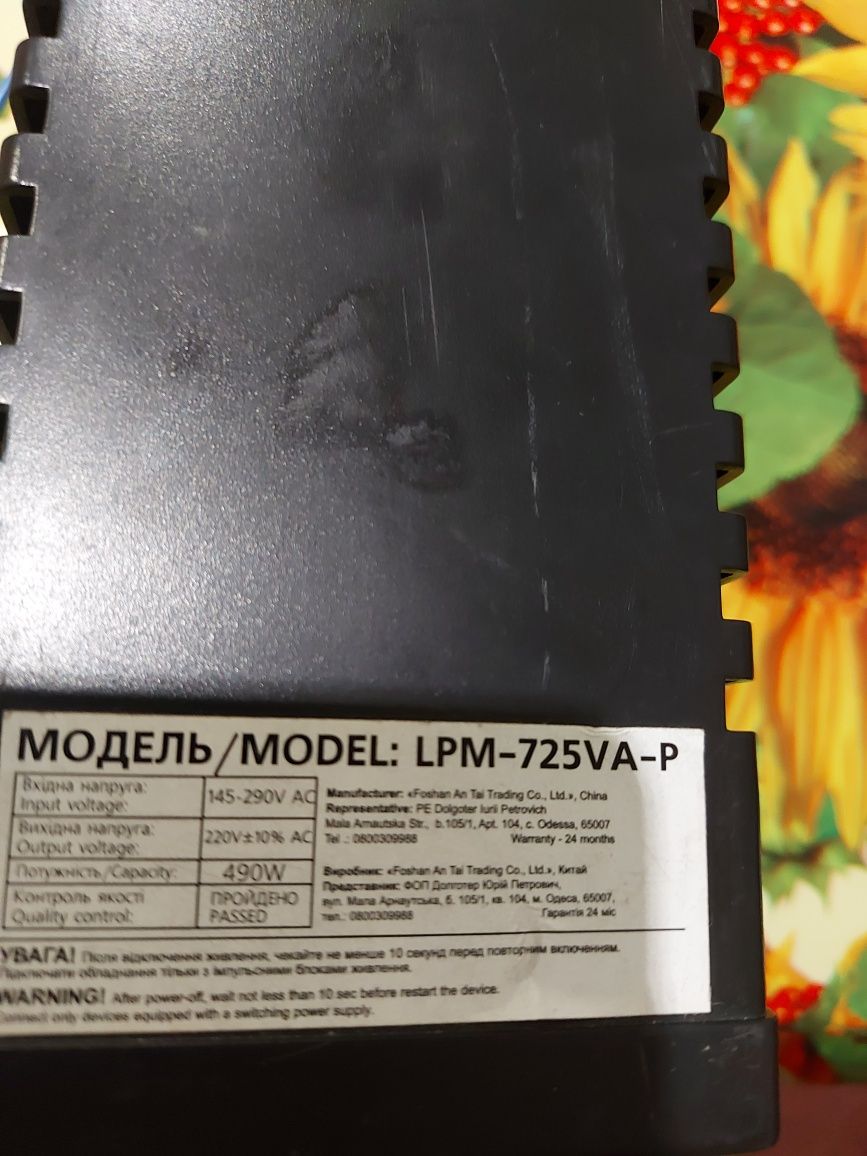 МОДЕЛЬ/MODEL: LPM-725VA-P
Вхідна напруга:
Input voltage:
145-290V AC
Вихідна напруга:
Output voltage:
220V±10% AC
Потужність/Capacity:
490W
Контроль якості
Quality control:
ПРОЙДЕНО
PASSED
Manufacturer: «Foshan An Tai Trading Co., Ltd.», China
Representative: PE Dolgoter Iurii Petrovich
Mala Arnautska Str., b.105/1, Apt. 104, c. Odessa, 65007
Tel .: 0800309988 Warranty - 24 months
Виробник: «Foshan An Tai Trading Co., Ltd.», Китай
Представник: ФОП Долготер Юрій Петрович,
вул. Мала Арнаутська, б. 105/1, кв. 104, м. Одеса, 65007,
тел.: 0800309988 Гарантія 24 міс
УВАГА! Після відключення живлення, чекайте не менше 10 секунд перед повторним включенням.
Підключати обладнання тільки з імпульсними блоками живлення.
WARNING! After power-off, wait not less than 10 sec before restart the device.
Connect only devices equipped with a switching power supply.